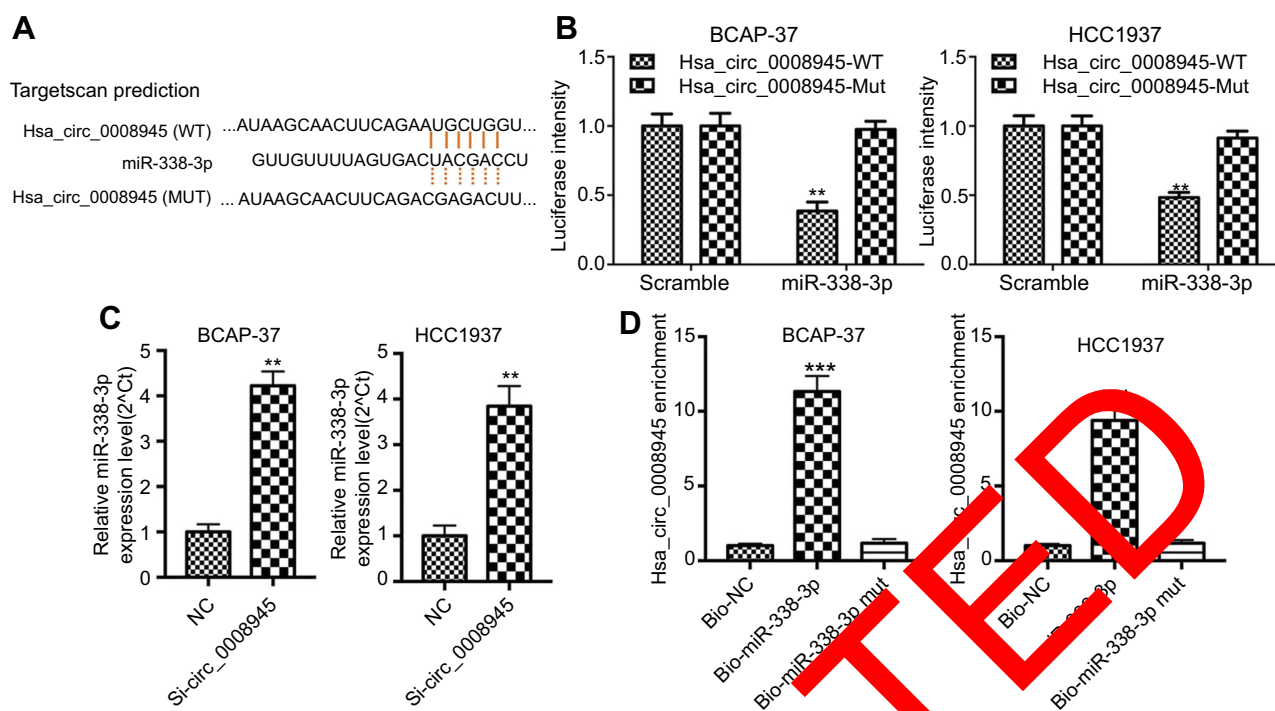 A
Targetscan prediction
Hsa_circ_0008945 (WT) ...AUAAGCAACUUCAGAAUGCUGGU...
miR-338-3p GUUGUUUUAGUGACUACGACCU
Hsa_circ_0008945 (MUT) ... AUAAGCAACUUCAGACGAGACUU...
B
BCAP-37
Luciferase intensity
1.5
1.0
0.5
0.0
Hsa_circ_0008945-WT
Hsa_circ_0008945-Mut
**
Scramble
miR-338-3p
HCC1937
Luciferase intensity
1.5
1.0
0.5
0.0
Hsa_circ_0008945-WT
Hsa_circ_0008945-Mut
**
Scramble
miR-338-3p
C
BCAP-37
Relative miR-338-3p
expression level(2^Ct)
5
4
3
2
1
0
**
NC
Si-circ_0008945
HCC1937
Relative miR-338-3p
expression level(2^Ct)
5
4
3
2
1
0
**
NC
Si-circ_0008945
D
BCAP-37
Hsa_circ_0008945 enrichment
15
10
5
0
***
Bio-NC
Bio-miR-338-3p
Bio-miR-338-3p mut
HCC1937
Hsa_circ_0008945 enrichment
15
10
5
0
Bio-NC
Bio-miR-338-3p mut
TED